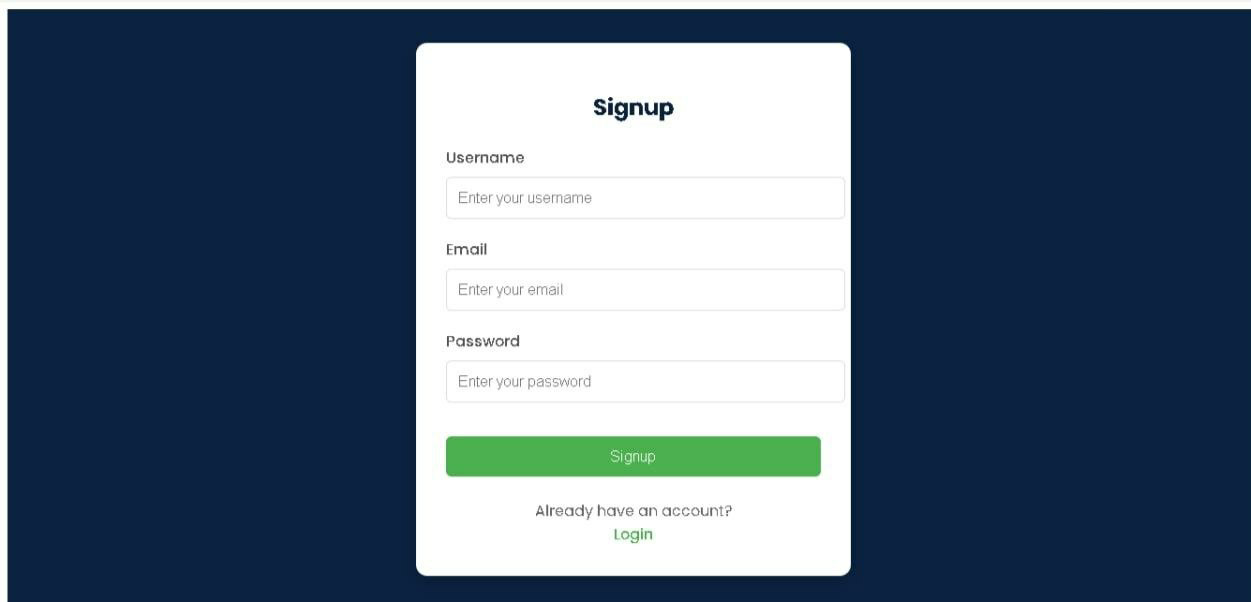 Signup
Username
Enter your username
Email
Enter your email
Password
Enter your password
Signup
Already have an account?
Login